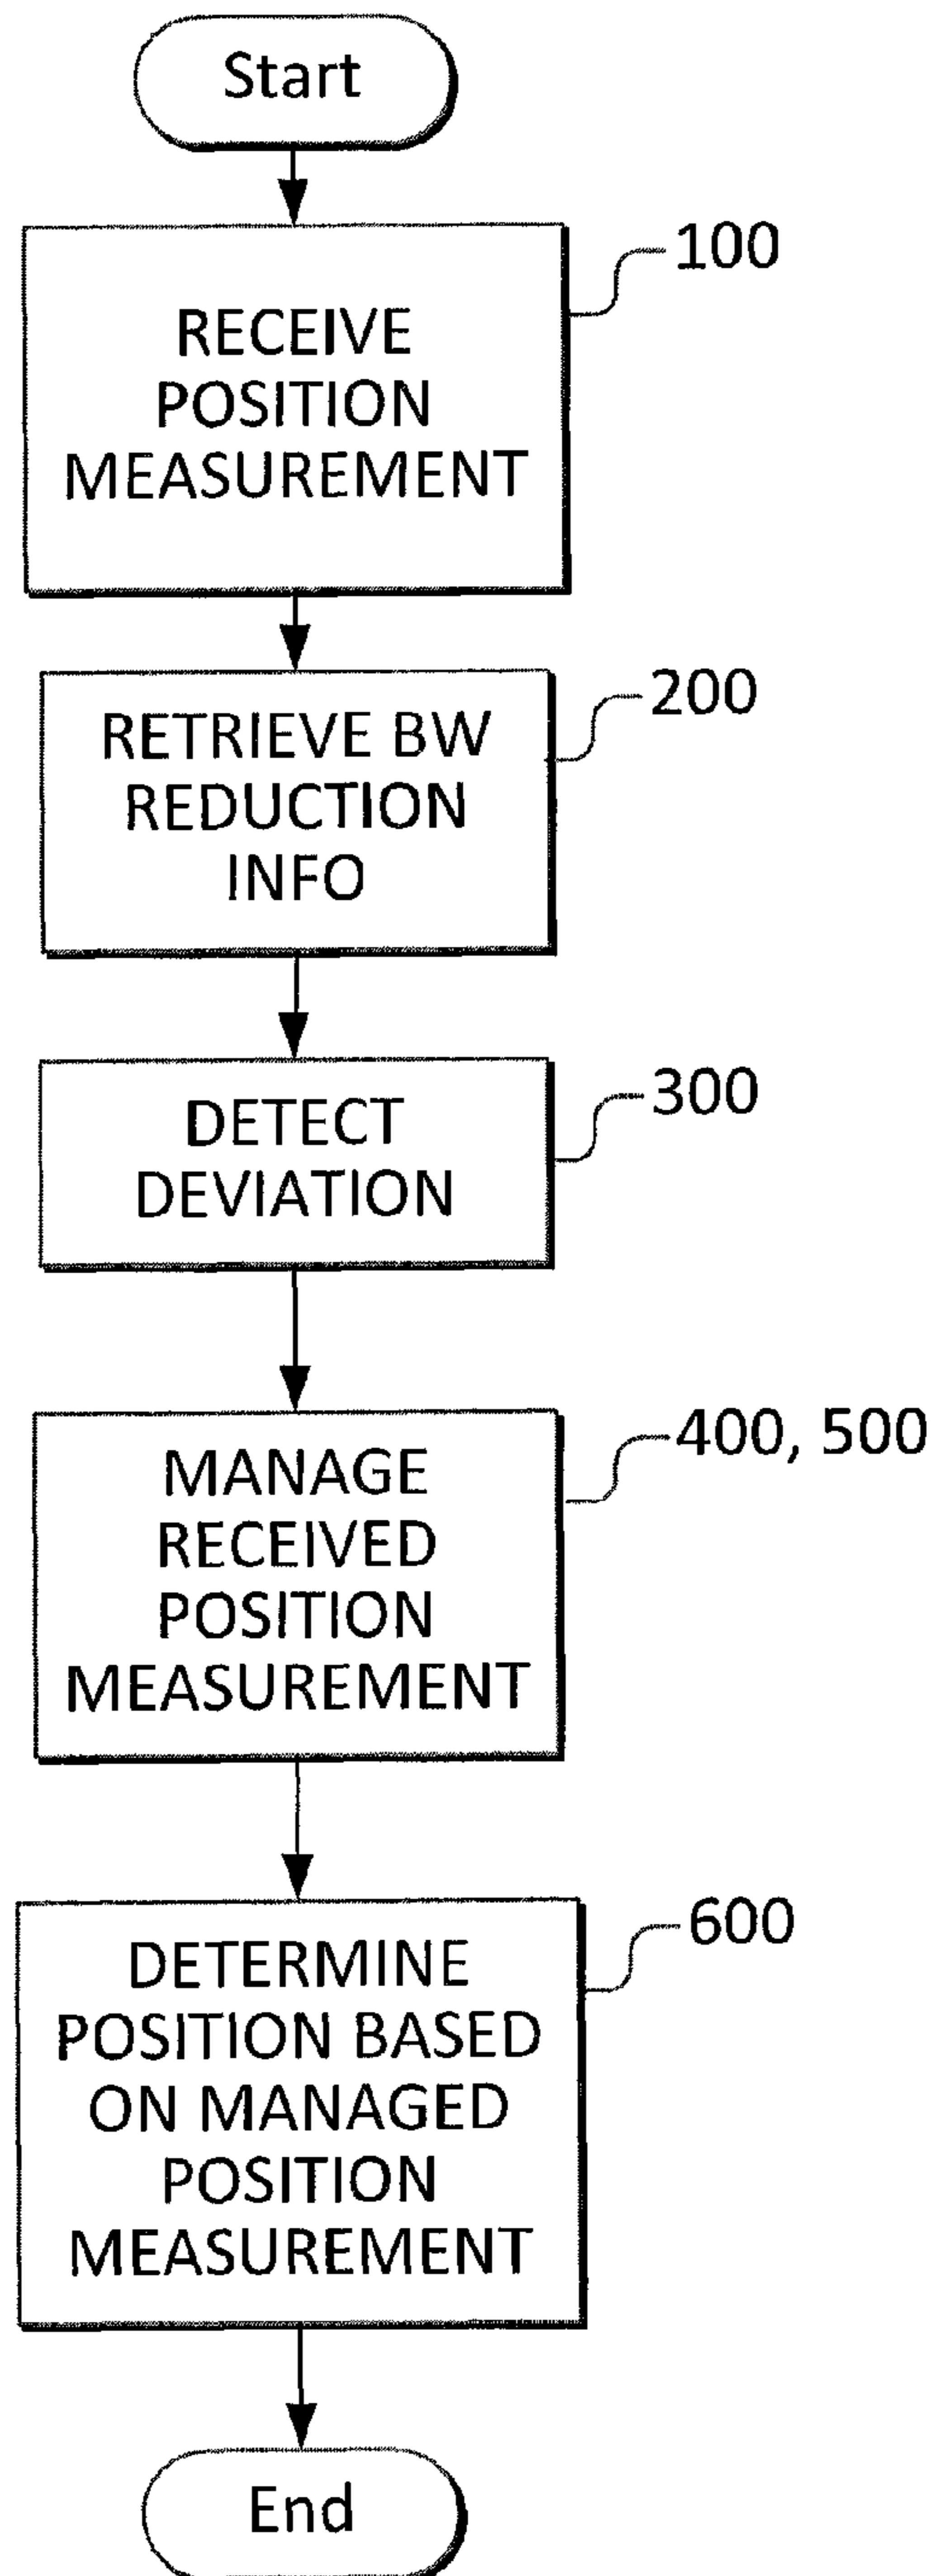 Start
100
RECEIVE
POSITION
MEASUREMENT
200
RETRIEVE BW
REDUCTION
INFO
300
DETECT
DEVIATION
400, 500
MANAGE
RECEIVED
POSITION
MEASUREMENT
600
DETERMINE
POSITION BASED
ON MANAGED
POSITION
MEASUREMENT
End